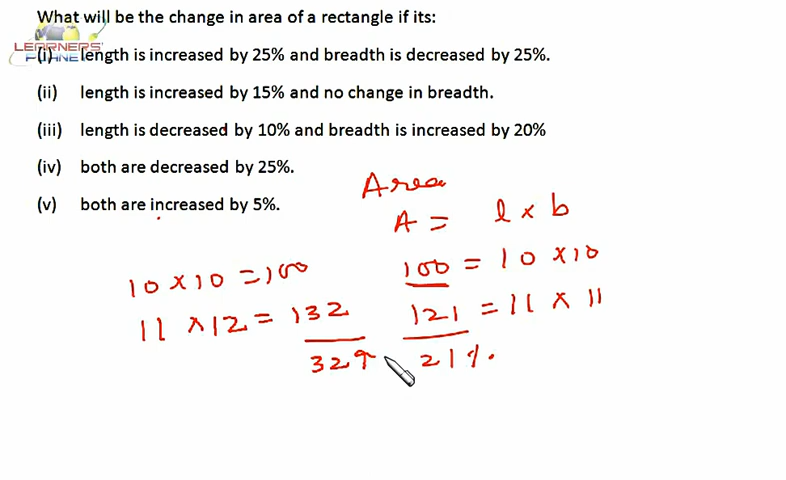 What will be the change in area of a rectangle if its:
LEARNERS'
PLANET
(i) length is increased by 25% and breadth is decreased by 25%.
(ii) length is increased by 15% and no change in breadth.
(iii) length is decreased by 10% and breadth is increased by 20%
(iv) both are decreased by 25%.
(v) both are increased by 5%.
Area
A = l × b
10 × 10 = 100
100 = 10 × 10
11 × 12 = 132
121 = 11 × 11
32↑
21%.